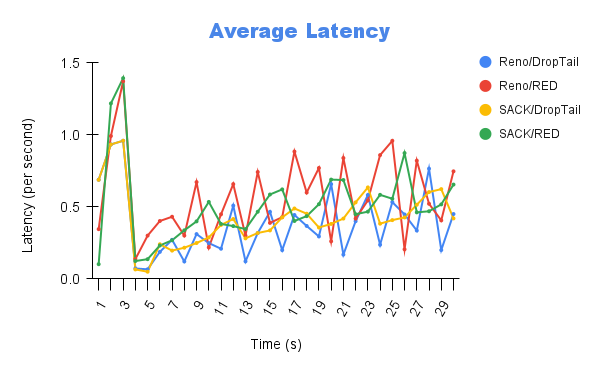 Average Latency
Latency (per second)
1.5
1.0
0.5
0.0
1 3 5 7 9 11 13 15 17 19 21 23 25 27 29
Time (s)
Reno/DropTail
Reno/RED
SACK/DropTail
SACK/RED